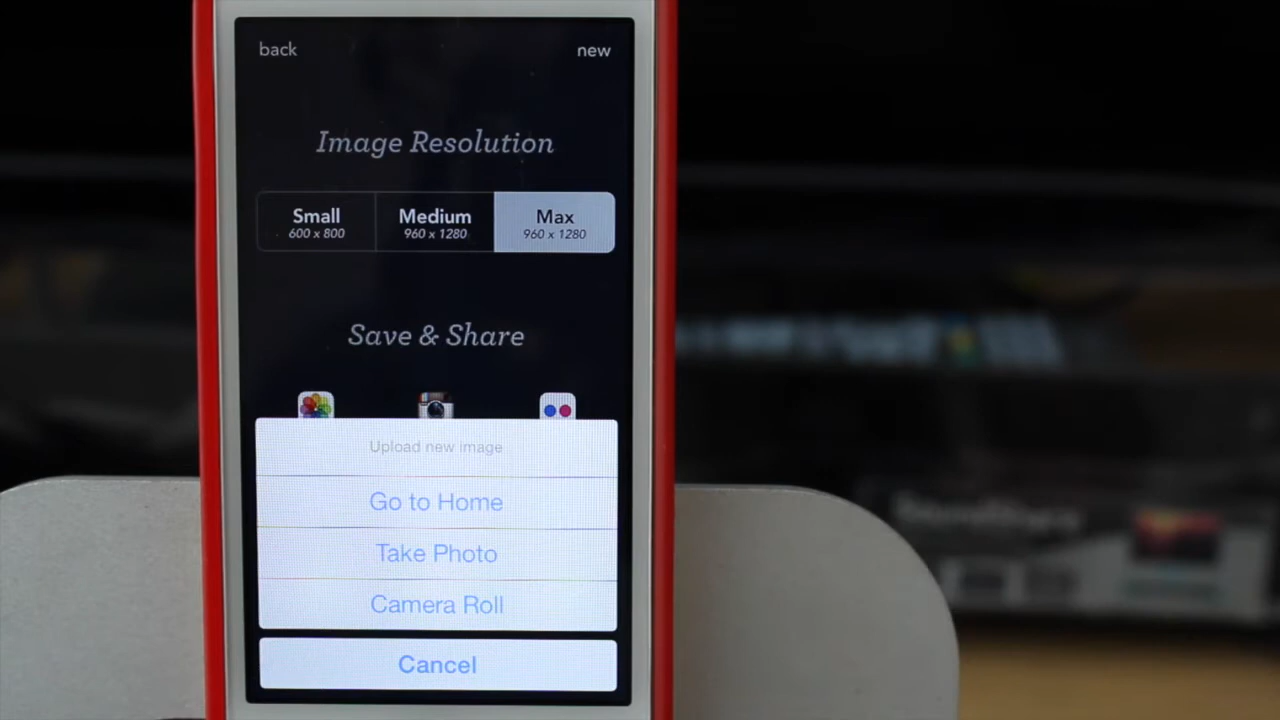 back
new
Image Resolution
Small
600 x 800
Medium
960 x 1280
Max
960 x 1280
Save & Share
Upload new image
Go to Home
Take Photo
Camera Roll
Cancel